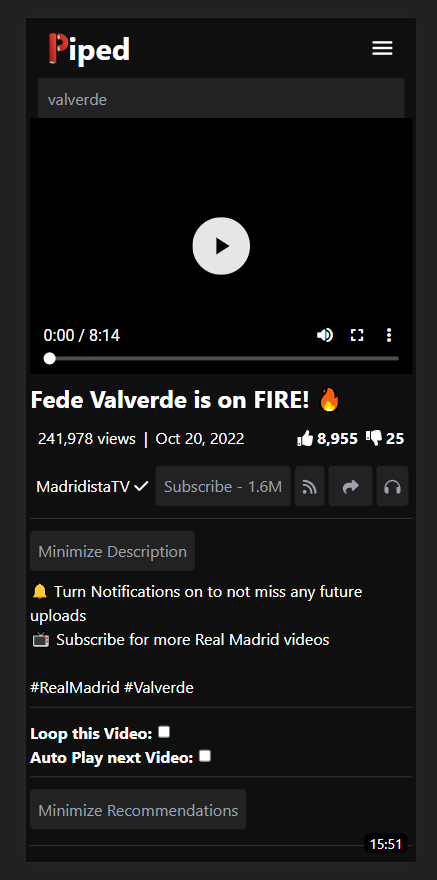 Piped
valverde
0:00 / 8:14
Fede Valverde is on FIRE! 🔥
241,978 views | Oct 20, 2022 8,955 25
MadridistaTV Subscribe - 1.6M
Minimize Description
🔔 Turn Notifications on to not miss any future
uploads
📺 Subscribe for more Real Madrid videos
#RealMadrid #Valverde
Loop this Video:
Auto Play next Video:
Minimize Recommendations
15:51